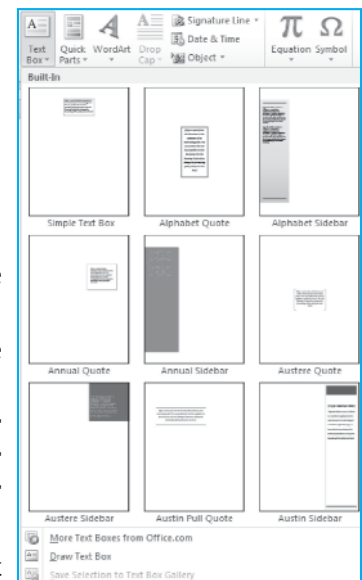 Signature Line
Date & Time
Object
Text Box
Quick Parts
WordArt
Drop Cap
Equation
Symbol
Built-In
Simple Text Box
Alphabet Quote
Alphabet Sidebar
Annual Quote
Annual Sidebar
Austere Quote
Austere Sidebar
Austin Pull Quote
Austin Sidebar
More Text Boxes from Office.com
Draw Text Box
Save Selection to Text Box Gallery